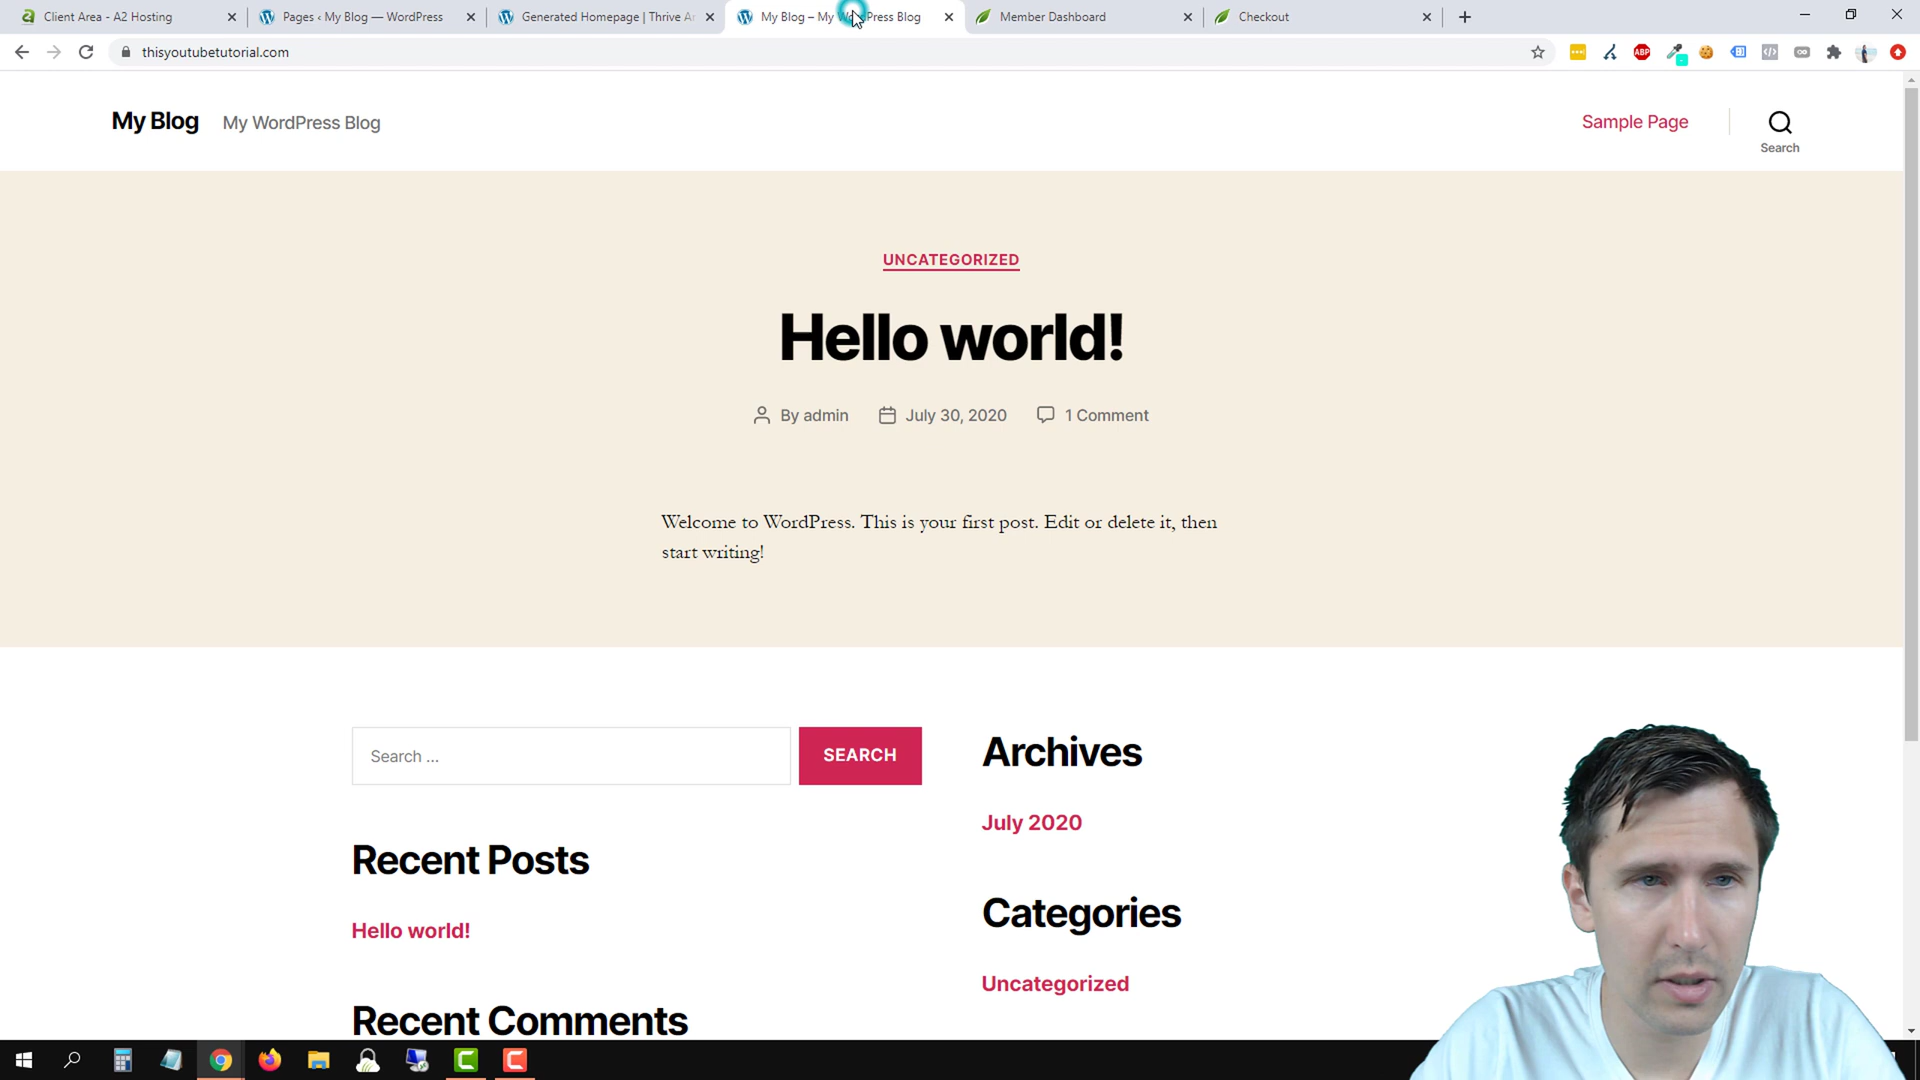 Client Area - A2 Hosting
Pages ‹ My Blog — WordPress
Generated Homepage | Thrive Ar
My Blog – My WordPress Blog
Member Dashboard
Checkout
thisyoutubetutorial.com
ABP
My Blog
My WordPress Blog
Sample Page
Search
UNCATEGORIZED
Hello world!
By admin
July 30, 2020
1 Comment
Welcome to WordPress. This is your first post. Edit or delete it, then
start writing!
Search ...
SEARCH
Archives
July 2020
Recent Posts
Categories
Hello world!
Uncategorized
Recent Comments